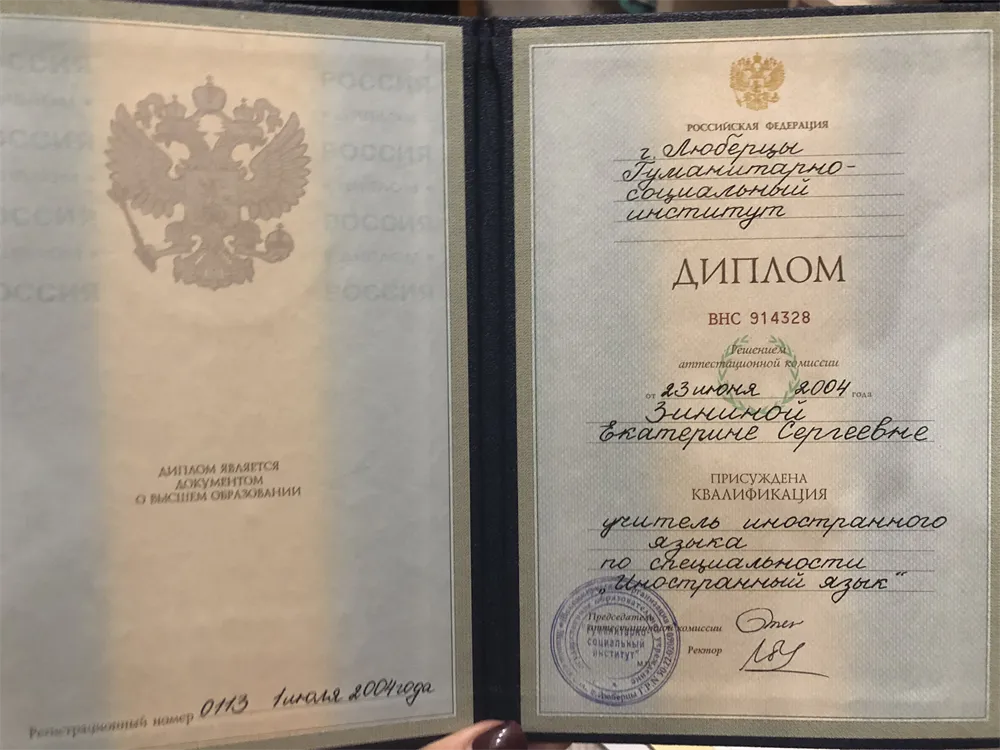 РОССИЯ
РОССИЯ
РОССИЯ
РОССИЯ
РОССИЯ
РОССИЯ
РОССИЯ
ДИПЛОМ ЯВЛЯЕТСЯ
ДОКУМЕНТОМ
О ВЫСШЕМ ОБРАЗОВАНИИ
Регистрационный номер 0113 1 июля 2004 года
РОССИЙСКАЯ ФЕДЕРАЦИЯ
г. Люберцы
Гуманитарно-
социальный
институт
ДИПЛОМ
ВНС 914328
Решением
аттестационной комиссии
от 23 июня 2004 года
Зининой
Екатерине Сергеевне
ПРИСУЖДЕНА
КВАЛИФИКАЦИЯ
учитель иностранного
языка
по специальности
"Иностранный язык"
Председатель
аттестационной комиссии
Ректор
Гуманитарно-
социальный
институт"